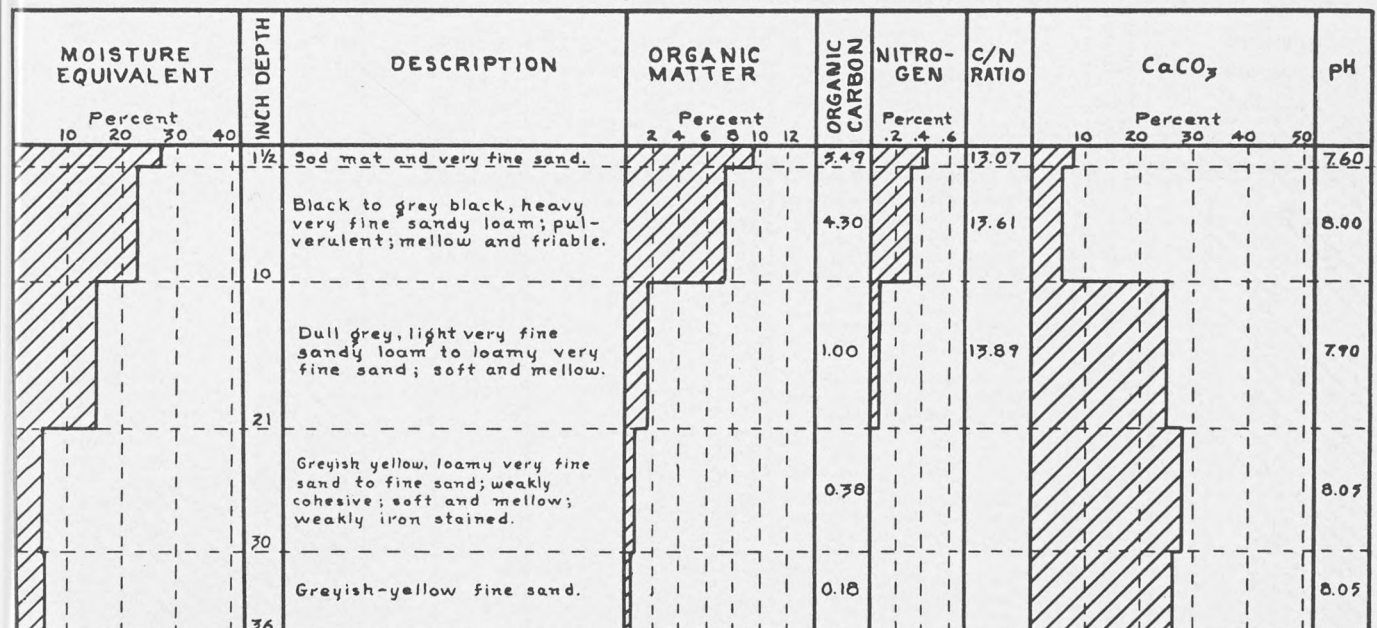 MOISTURE
EQUIVALENT
Percent
10 20 30 40
INCH DEPTH
DESCRIPTION
ORGANIC
MATTER
Percent
2 4 6 8 10 12
ORGANIC
CARBON
NITRO-
GEN
Percent
.2 .4 .6
C/N
RATIO
CaCO3
Percent
10 20 30 40 50
pH
1½ Sod mat and very fine sand. 5.49 13.07 7.60
Black to grey black, heavy
very fine sandy loam; pul-
verulent; mellow and friable.
4.30 13.61 8.00
10
Dull grey, light very fine
sandy loam to loamy very
fine sand; soft and mellow.
1.00 13.89 7.90
21
Greyish yellow, loamy very fine
sand to fine sand; weakly
cohesive; soft and mellow;
weakly iron stained.
0.38 8.05
30
Greyish-yellow fine sand. 0.18 8.05
36